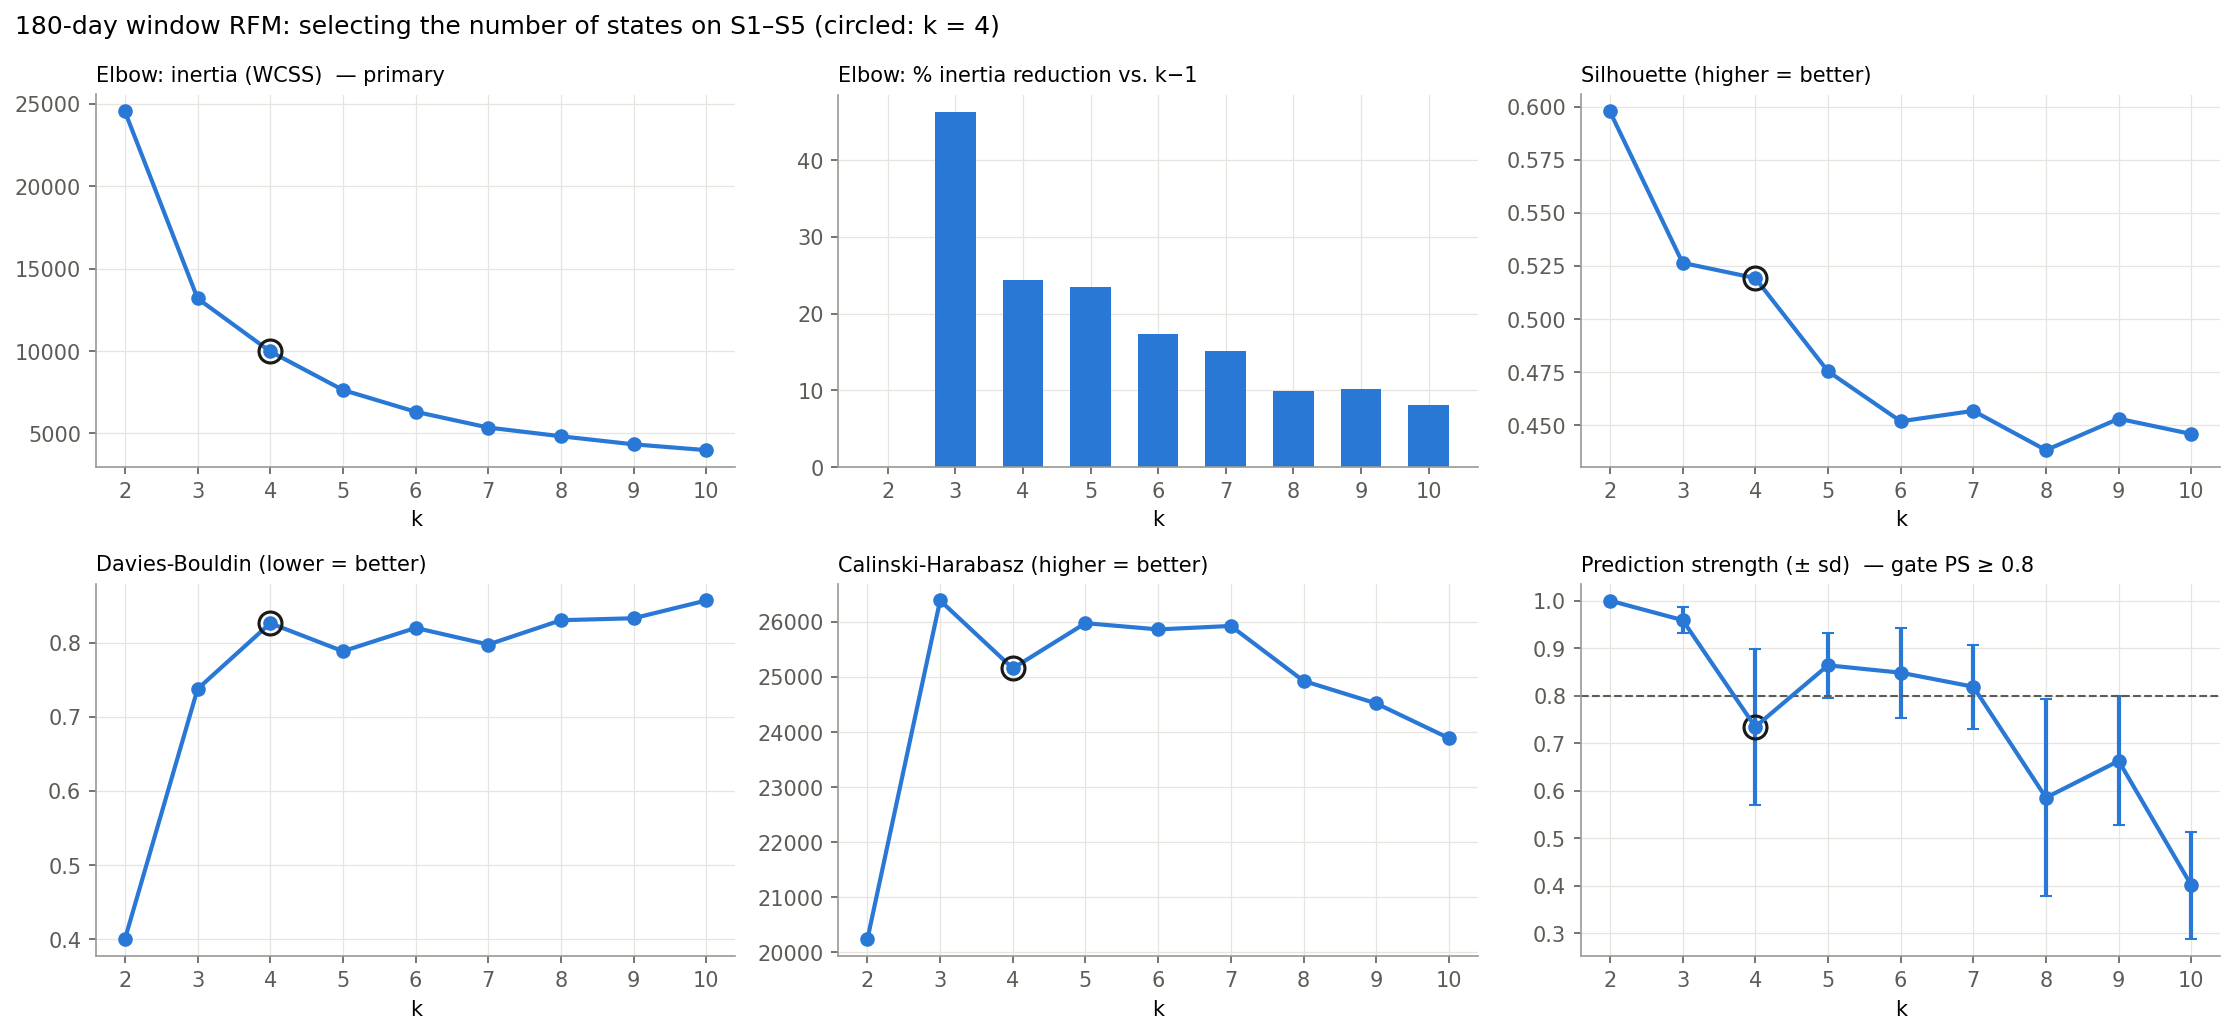 180-day window RFM: selecting the number of states on S1–S5 (circled: k = 4)
Elbow: inertia (WCSS)  — primary
25000
20000
15000
10000
5000
2 3 4 5 6 7 8 9 10
k
Elbow: % inertia reduction vs. k−1
40
30
20
10
0
2 3 4 5 6 7 8 9 10
k
Silhouette (higher = better)
0.600
0.575
0.550
0.525
0.500
0.475
0.450
2 3 4 5 6 7 8 9 10
k
Davies-Bouldin (lower = better)
0.8
0.7
0.6
0.5
0.4
2 3 4 5 6 7 8 9 10
k
Calinski-Harabasz (higher = better)
26000
25000
24000
23000
22000
21000
20000
2 3 4 5 6 7 8 9 10
k
Prediction strength (± sd)  — gate PS ≥ 0.8
1.0
0.9
0.8
0.7
0.6
0.5
0.4
0.3
2 3 4 5 6 7 8 9 10
k